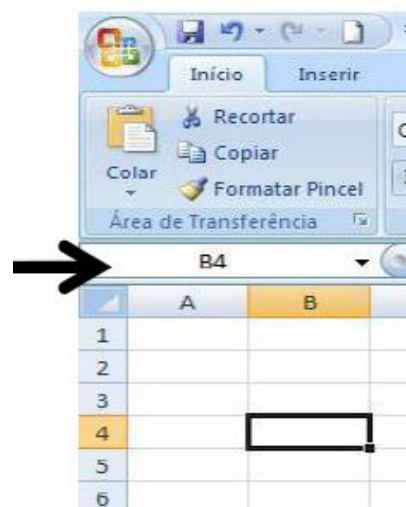 Início Inserir
Recortar
Copiar
Colar
Formatar Pincel
Área de Transferência
B4
A B
1
2
3
4
5
6